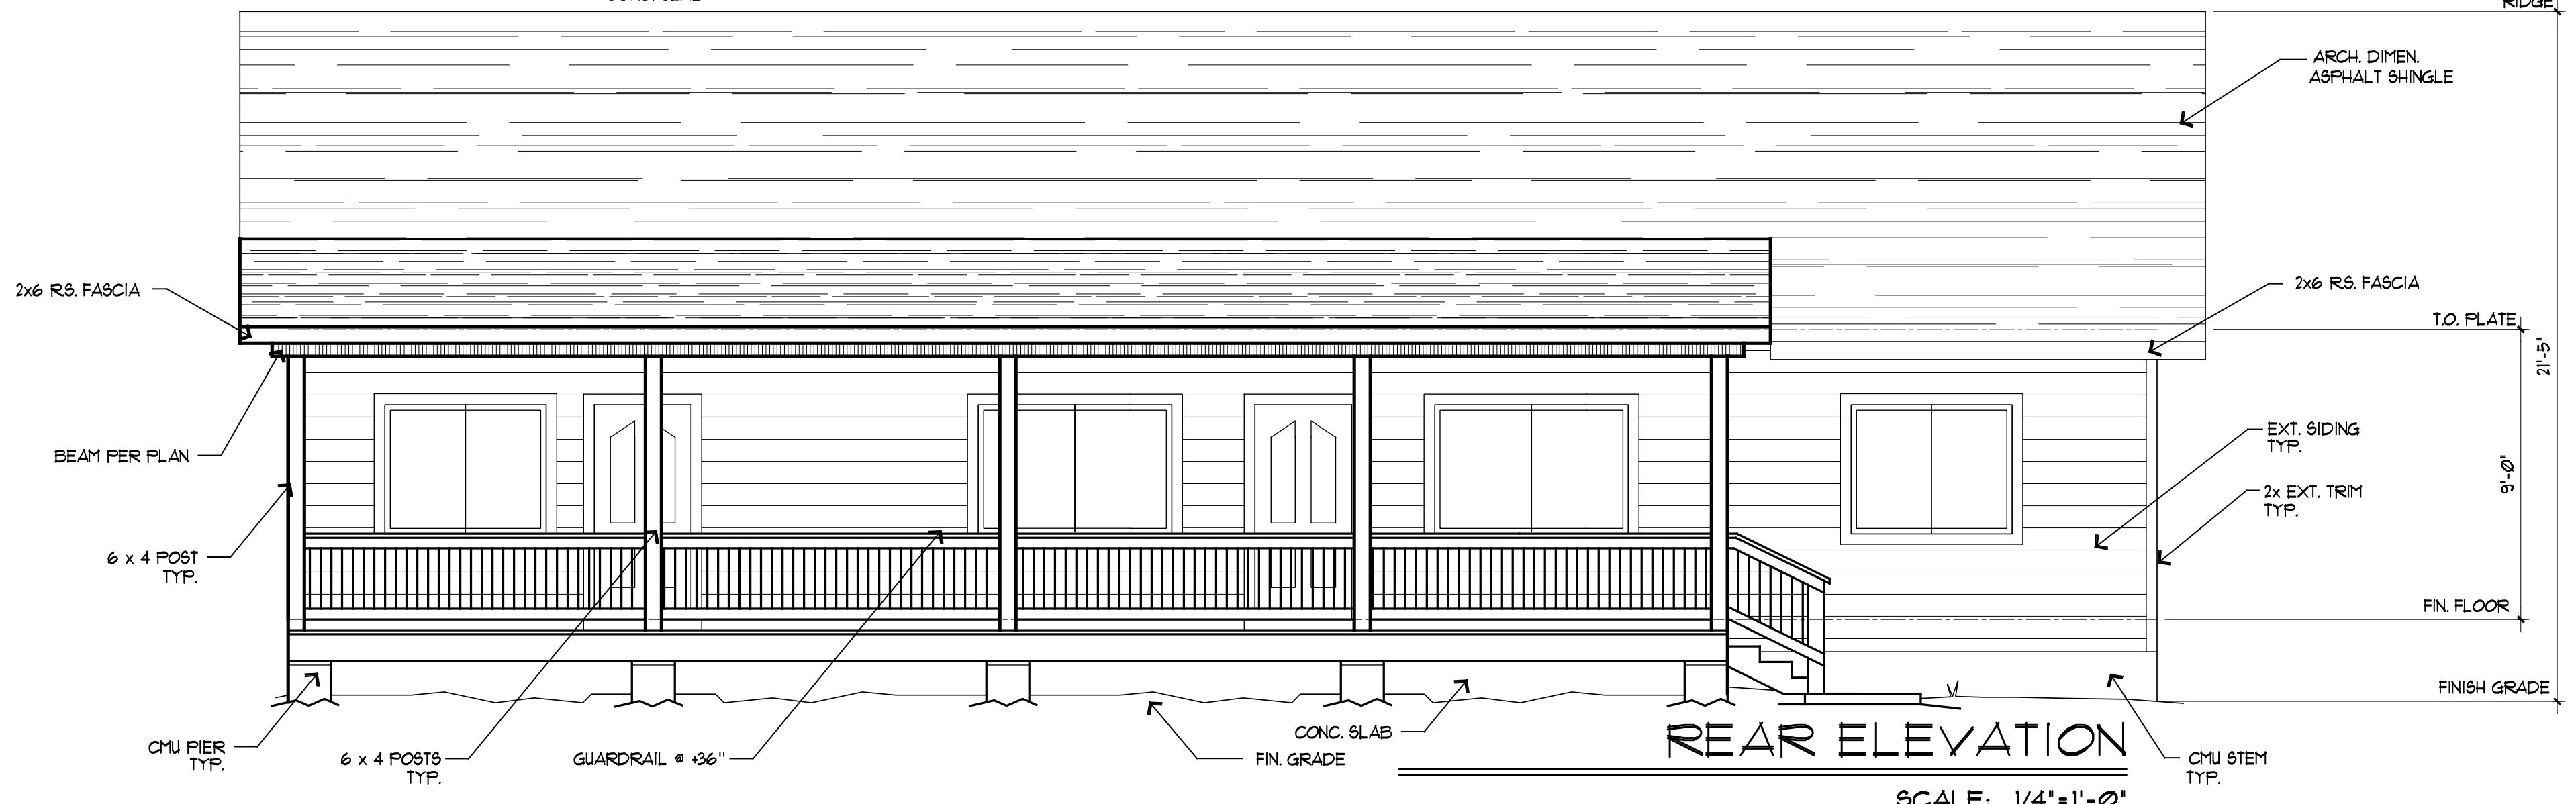 RIDGE
ARCH. DIMEN.
ASPHALT SHINGLE
2x6 R.S. FASCIA
2x6 R.S. FASCIA
T.O. PLATE
21'-5"
BEAM PER PLAN
EXT. SIDING
TYP.
9'-0"
2x EXT. TRIM
TYP.
6 x 4 POST
TYP.
FIN. FLOOR
FINISH GRADE
CMU PIER
TYP.
6 x 4 POSTS
TYP.
GUARDRAIL @ +36"
FIN. GRADE
CONC. SLAB
REAR ELEVATION
CMU STEM
TYP.
SCALE: 1/4"=1'-0"